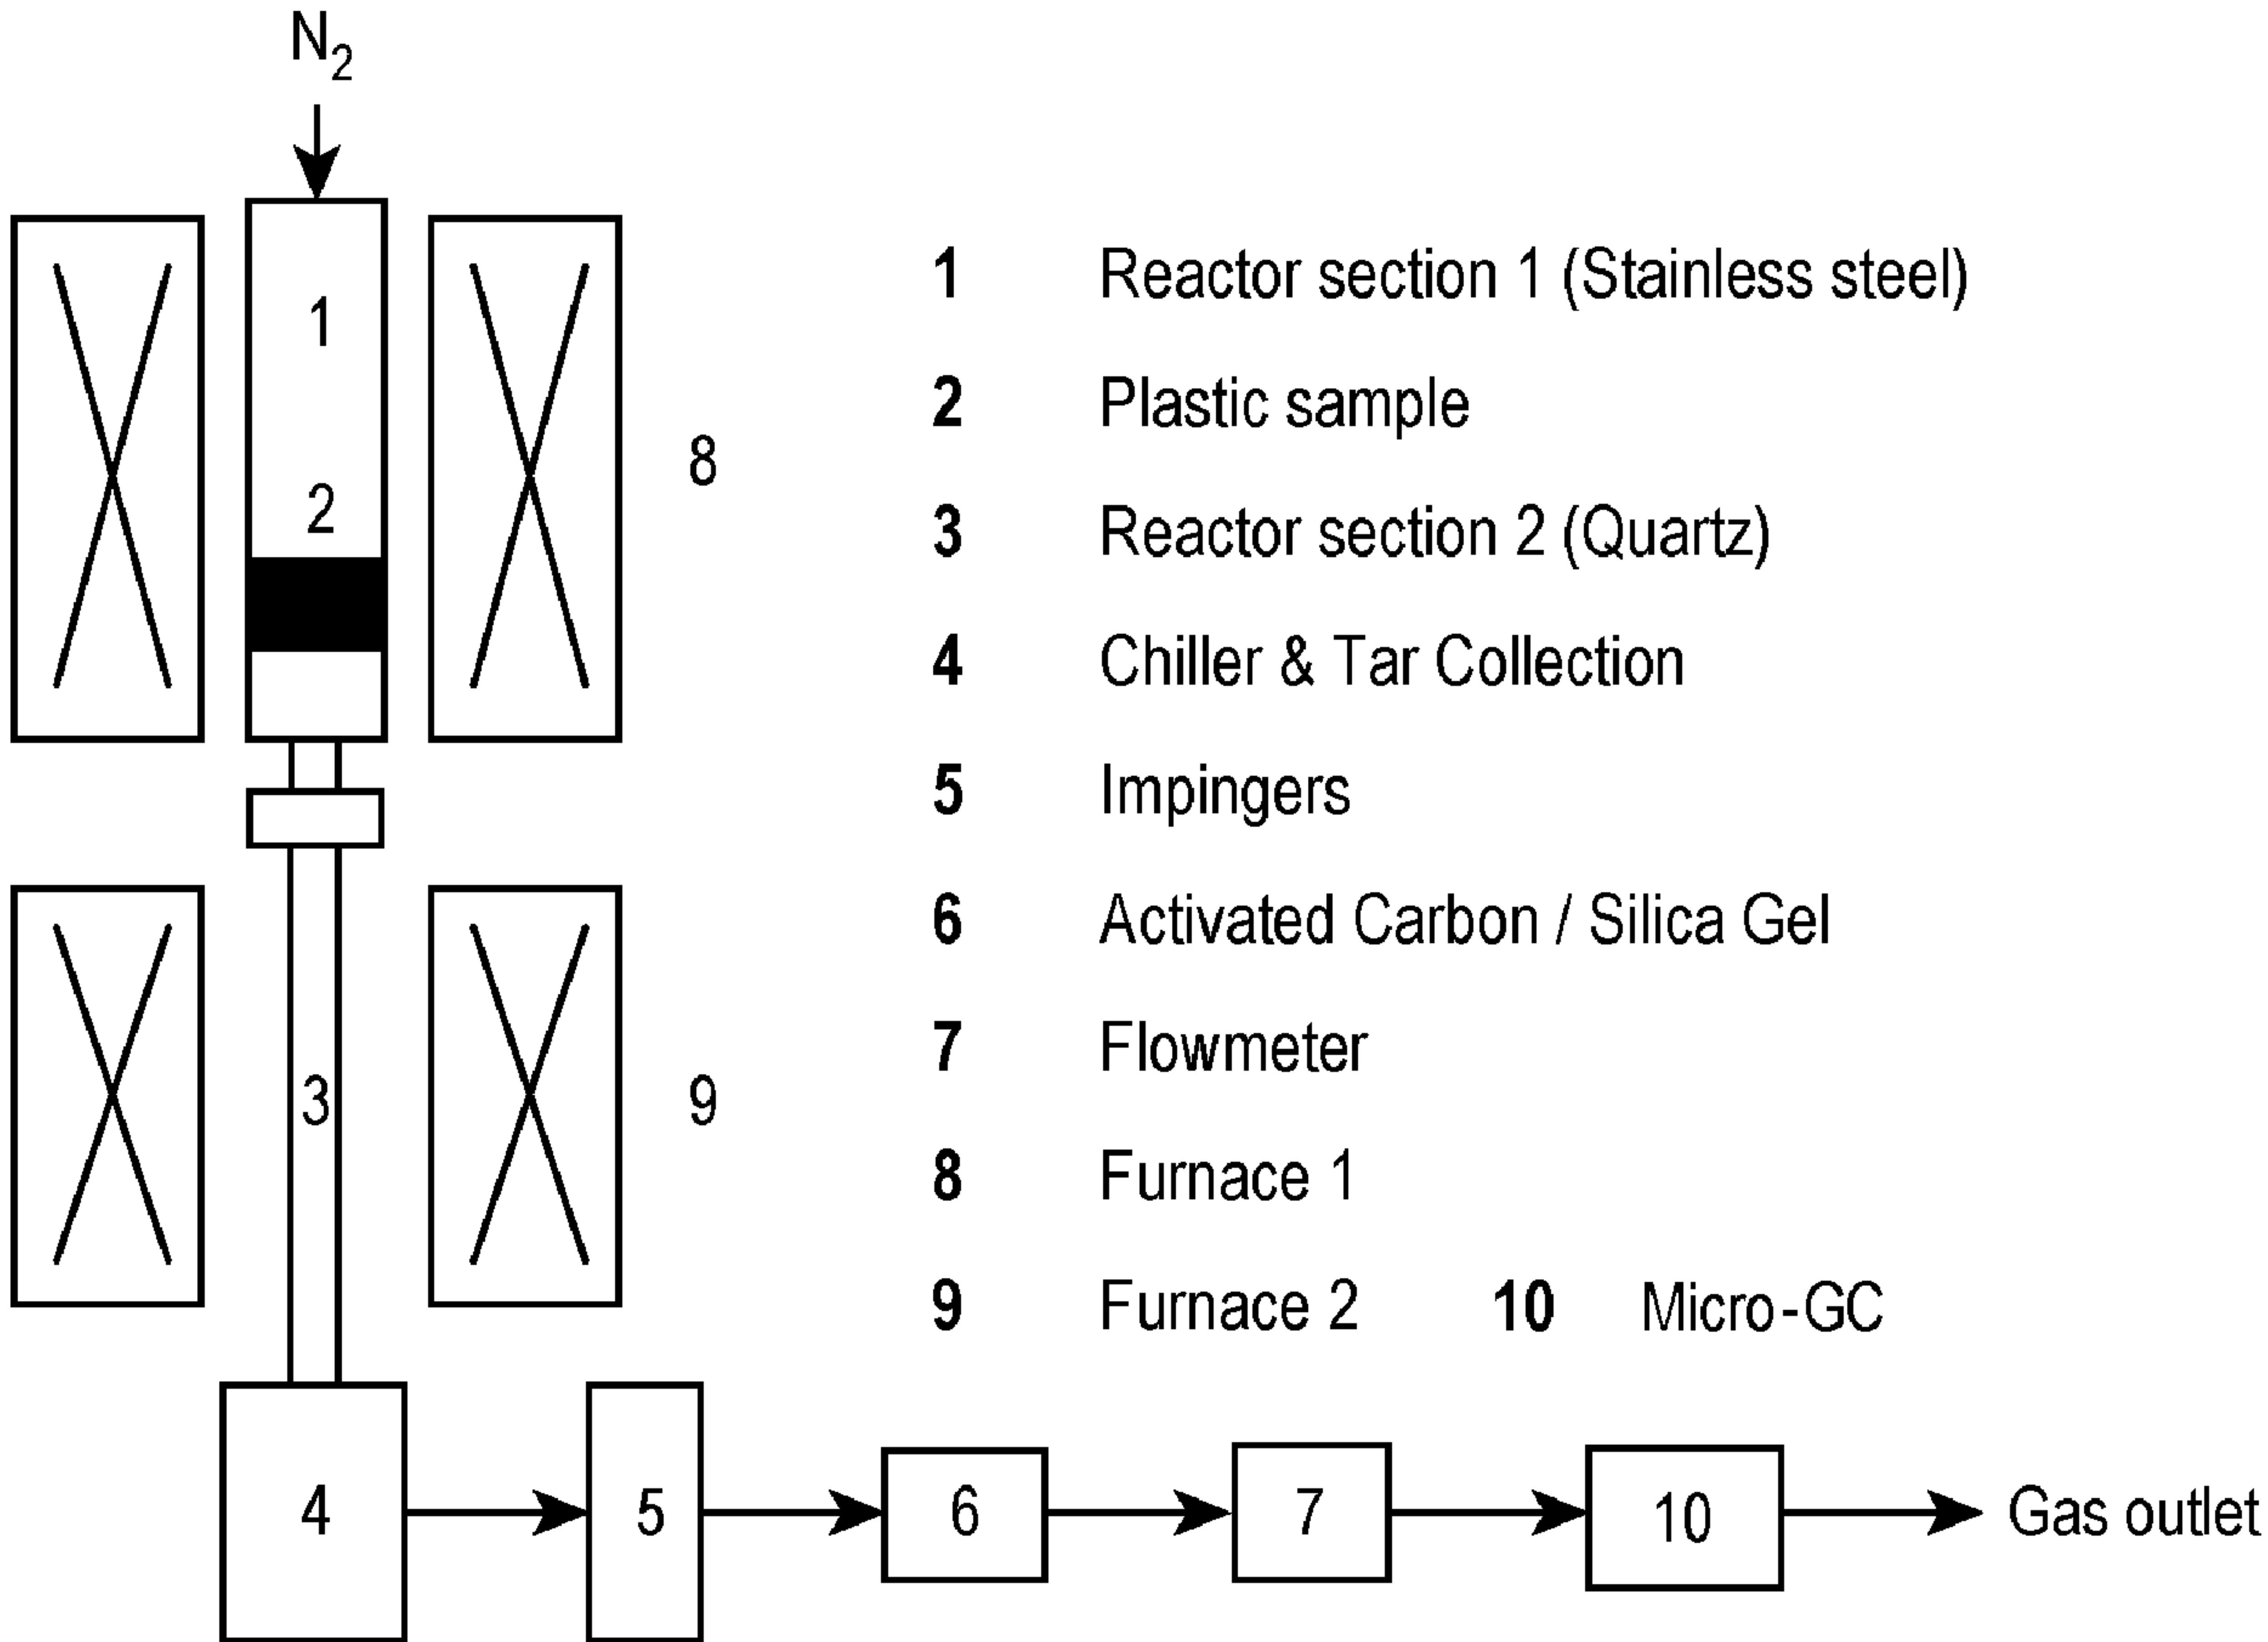 N₂
1
2
8
3
9
1 Reactor section 1 (Stainless steel)
2 Plastic sample
3 Reactor section 2 (Quartz)
4 Chiller & Tar Collection
5 Impingers
6 Activated Carbon / Silica Gel
7 Flowmeter
8 Furnace 1
9 Furnace 2 10 Micro-GC
4 5 6 7 10 Gas outlet